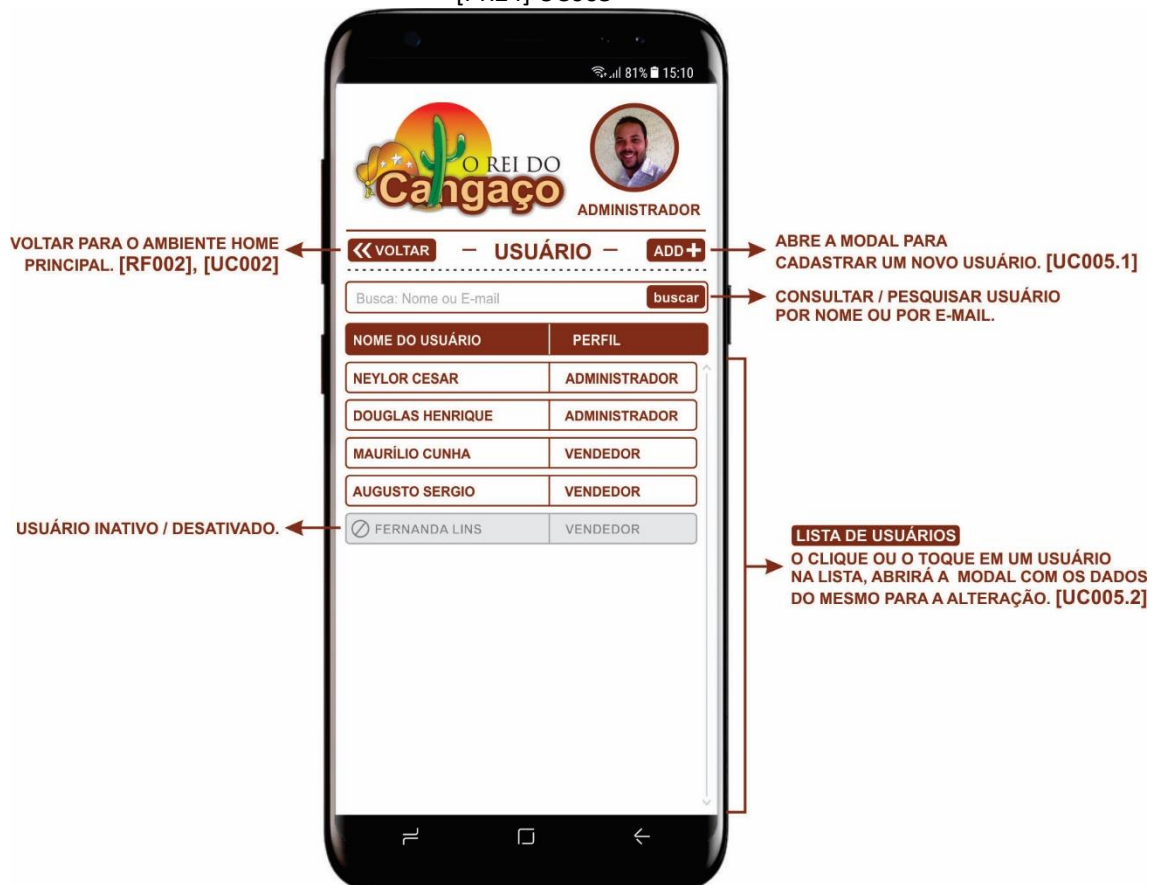 81% 15:10
O REI DO
Cangaço
ADMINISTRADOR
VOLTAR PARA O AMBIENTE HOME
PRINCIPAL. [RF002], [UC002]
VOLTAR
– USUÁRIO –
ADD
ABRE A MODAL PARA
CADASTRAR UM NOVO USUÁRIO. [UC005.1]
Busca: Nome ou E-mail
buscar
CONSULTAR / PESQUISAR USUÁRIO
POR NOME OU POR E-MAIL.
NOME DO USUÁRIO PERFIL
NEYLOR CESAR ADMINISTRADOR
DOUGLAS HENRIQUE ADMINISTRADOR
MAURÍLIO CUNHA VENDEDOR
AUGUSTO SERGIO VENDEDOR
USUÁRIO INATIVO / DESATIVADO.
FERNANDA LINS VENDEDOR
LISTA DE USUÁRIOS
O CLIQUE OU O TOQUE EM UM USUÁRIO
NA LISTA, ABRIRÁ A MODAL COM OS DADOS
DO MESMO PARA A ALTERAÇÃO. [UC005.2]